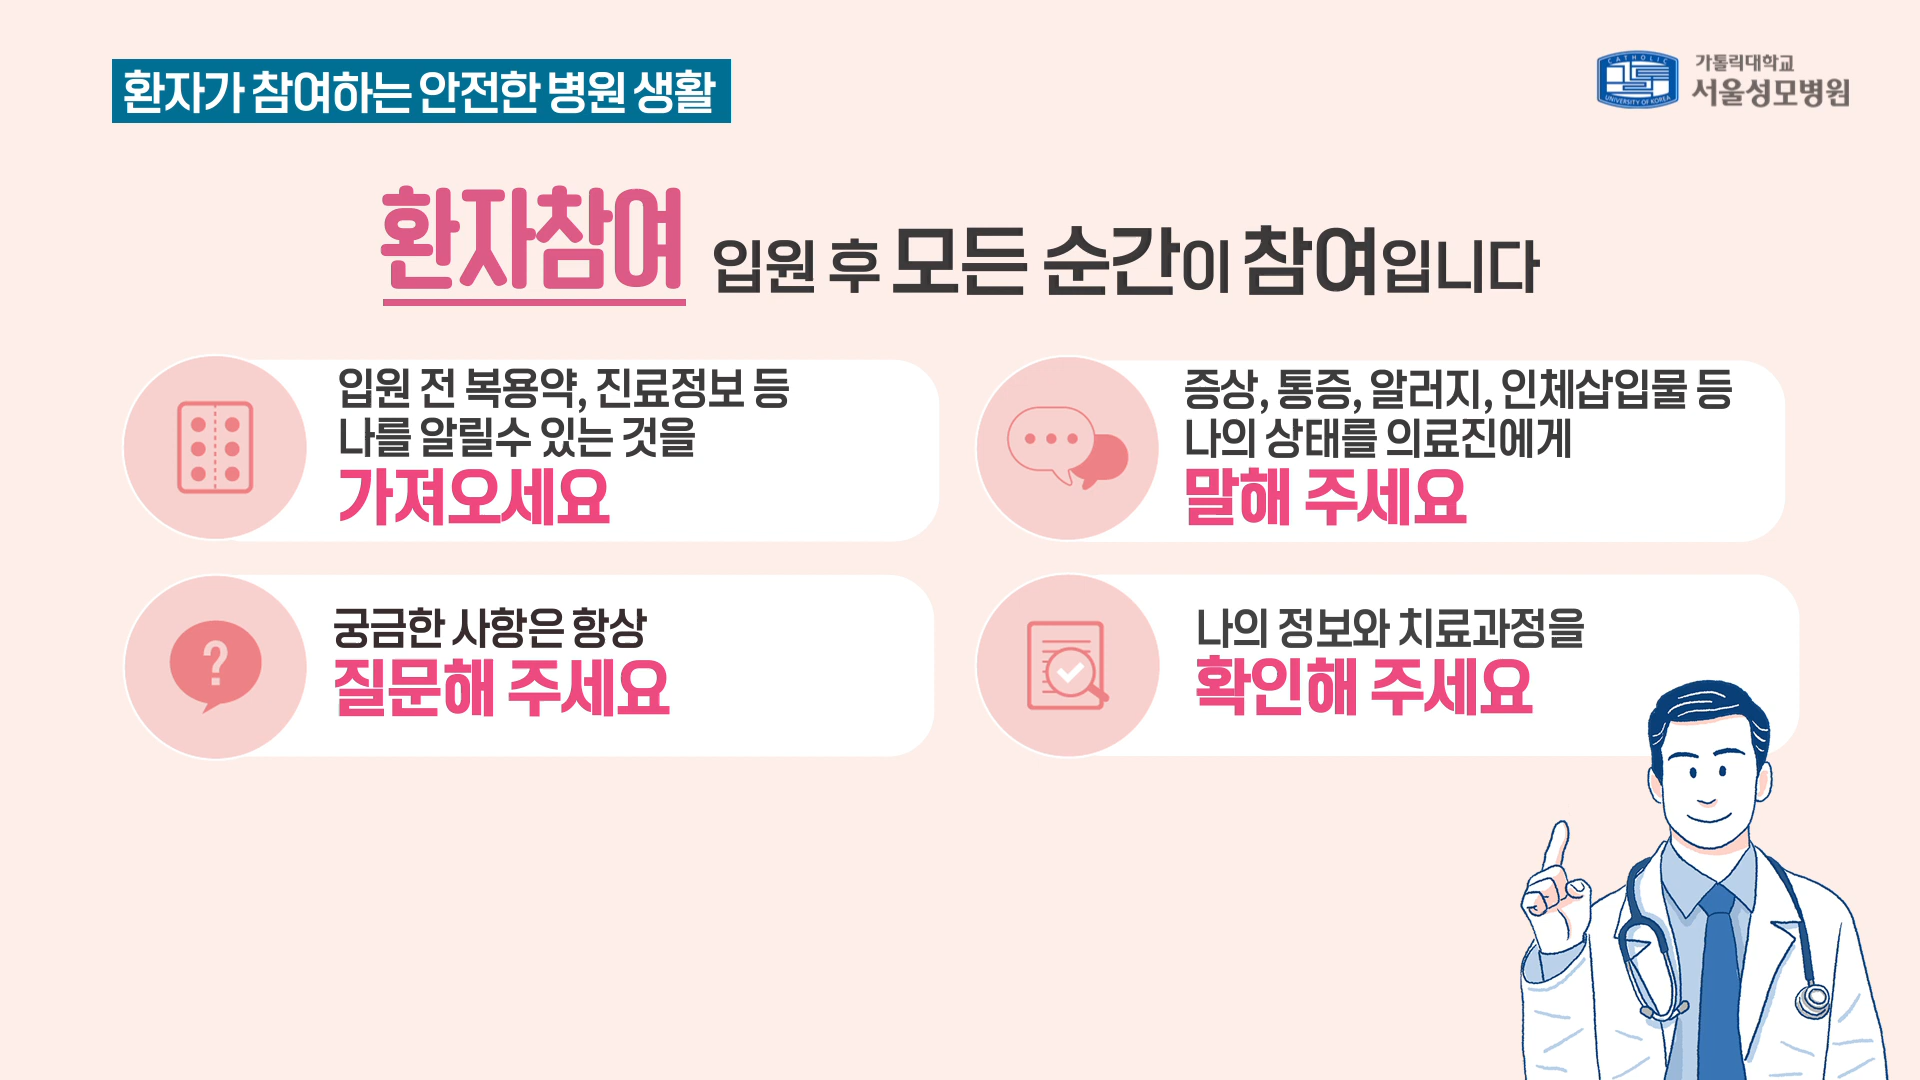 환자가 참여하는 안전한 병원 생활
CATHOLIC
UNIVERSITY OF KOREA
가톨릭대학교
서울성모병원
환자참여 입원 후 모든 순간이 참여입니다
입원 전 복용약, 진료정보 등
나를 알릴수 있는 것을
가져오세요
증상, 통증, 알러지, 인체삽입물 등
나의 상태를 의료진에게
말해 주세요
?
궁금한 사항은 항상
질문해 주세요
나의 정보와 치료과정을
확인해 주세요